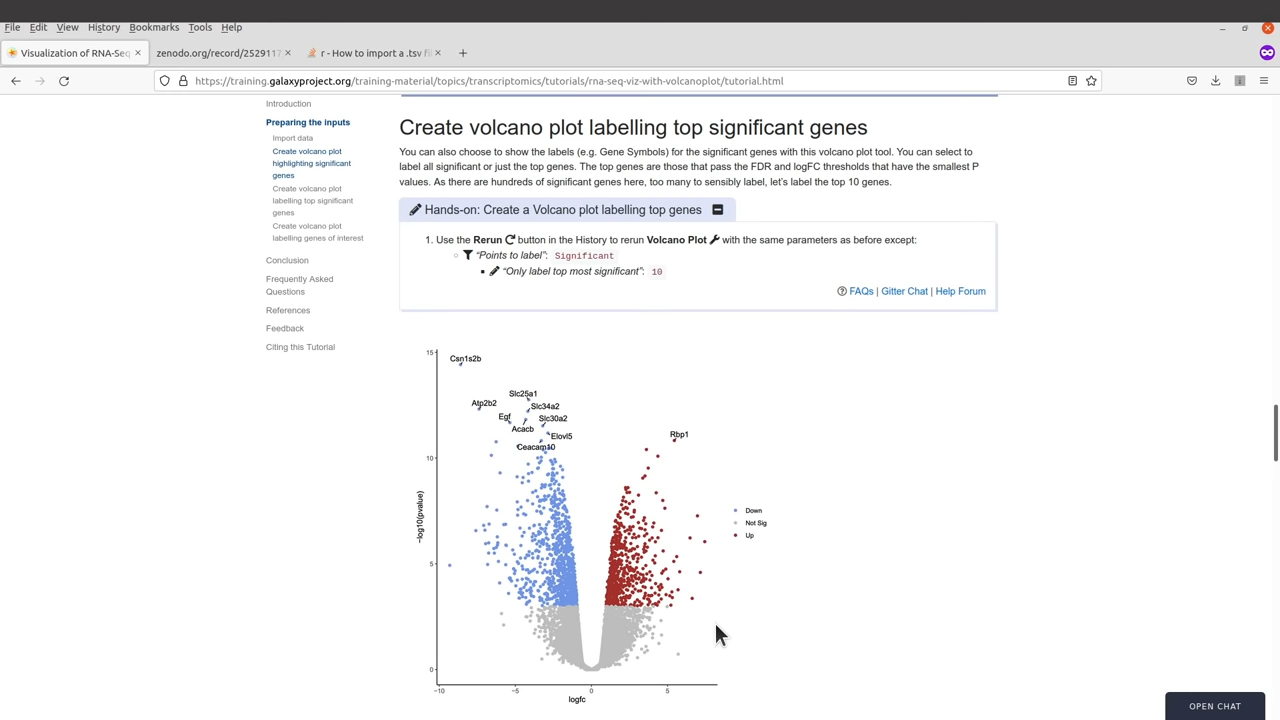 File Edit View History Bookmarks Tools Help
Visualization of RNA-Seq
zenodo.org/record/2529117
r - How to import a .tsv fil
https://training.galaxyproject.org/training-material/topics/transcriptomics/tutorials/rna-seq-viz-with-volcanoplot/tutorial.html
Introduction
Preparing the inputs
Import data
Create volcano plot
highlighting significant
genes
Create volcano plot
labelling top significant
genes
Create volcano plot
labelling genes of interest
Conclusion
Frequently Asked
Questions
References
Feedback
Citing this Tutorial
Create volcano plot labelling top significant genes
You can also choose to show the labels (e.g. Gene Symbols) for the significant genes with this volcano plot tool. You can select to
label all significant or just the top genes. The top genes are those that pass the FDR and logFC thresholds that have the smallest P
values. As there are hundreds of significant genes here, too many to sensibly label, let's label the top 10 genes.
Hands-on: Create a Volcano plot labelling top genes
1. Use the Rerun button in the History to rerun Volcano Plot with the same parameters as before except:
"Points to label": Significant
"Only label top most significant": 10
FAQs | Gitter Chat | Help Forum
15
Csn1s2b
Slc25a1
Atp2b2
Slc34a2
Egf
Slc30a2
Acacb
Elovl5
Rbp1
Ceacam10
10
−log10(pvalue)
Down
Not Sig
Up
5
0
−10
−5
0
5
logfc
OPEN CHAT